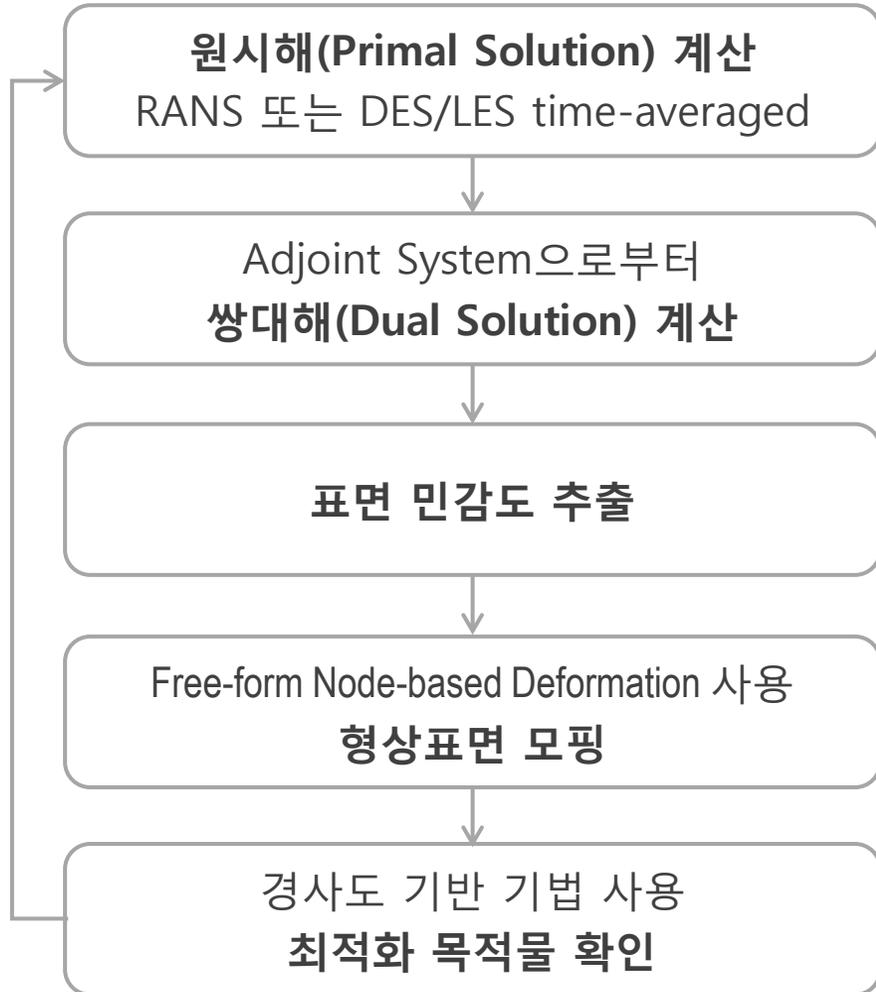 원시해(Primal Solution) 계산
RANS 또는 DES/LES time-averaged
Adjoint System으로부터
쌍대해(Dual Solution) 계산
표면 민감도 추출
Free-form Node-based Deformation 사용
형상표면 모핑
경사도 기반 기법 사용
최적화 목적물 확인